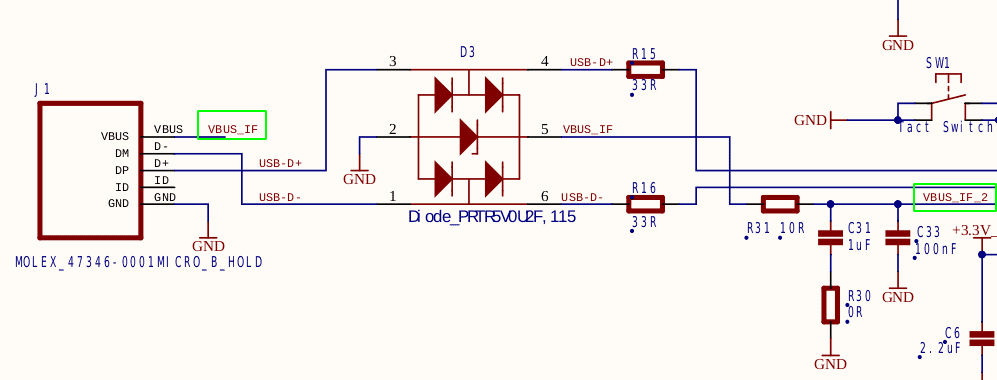 GND
SW1
GND
Tact Switch
J1
VBUS
DM
DP
ID
GND
VBUS
D-
D+
ID
GND
VBUS_IF
USB-D+
USB-D-
GND
MOLEX_47346-0001MICRO_B_HOLD
D3
3
2
1
4
5
6
GND
Diode_PRTR5V0U2F,115
USB-D+
VBUS_IF
USB-D-
R15
33R
R16
33R
R31 10R
C31
1uF
C33
100nF
GND
R30
0R
GND
VBUS_IF_2
+3.3V_
C6
2.2uF